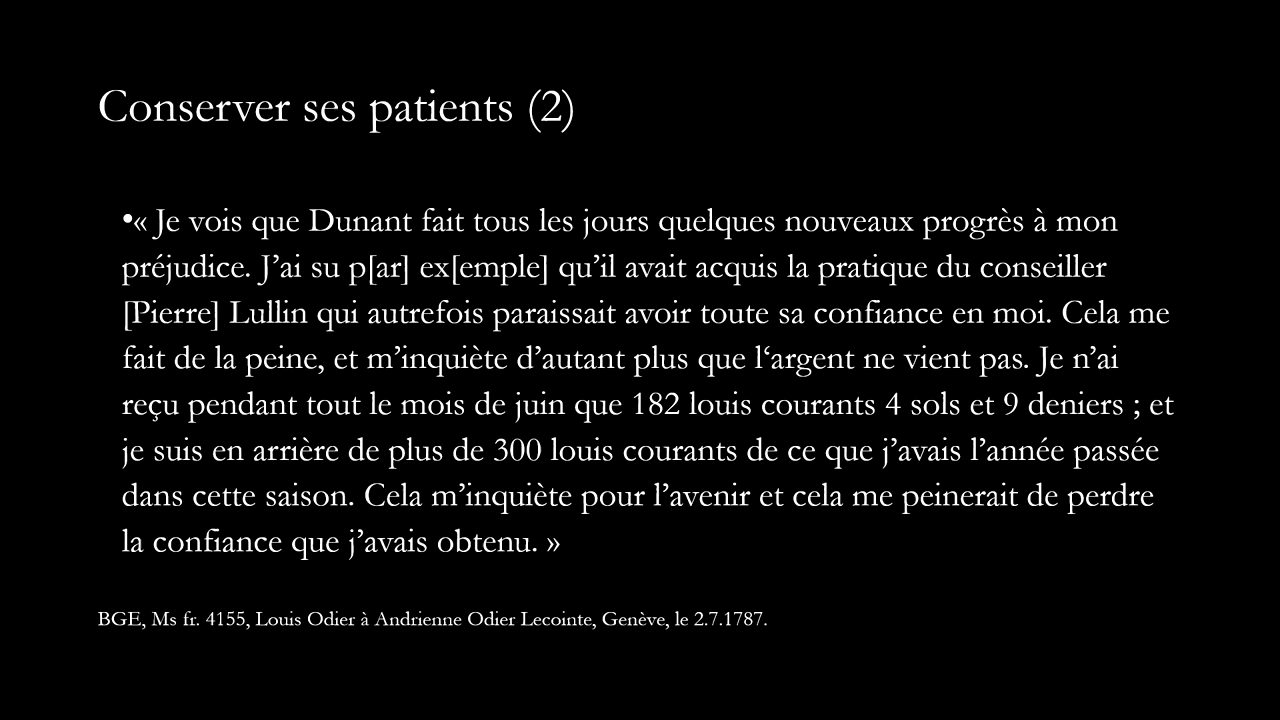 Conserver ses patients (2)
•« Je vois que Dunant fait tous les jours quelques nouveaux progrès à mon
préjudice. J’ai su p[ar] ex[emple] qu’il avait acquis la pratique du conseiller
[Pierre] Lullin qui autrefois paraissait avoir toute sa confiance en moi. Cela me
fait de la peine, et m’inquiète d’autant plus que l‘argent ne vient pas. Je n’ai
reçu pendant tout le mois de juin que 182 louis courants 4 sols et 9 deniers ; et
je suis en arrière de plus de 300 louis courants de ce que j’avais l’année passée
dans cette saison. Cela m’inquiète pour l’avenir et cela me peinerait de perdre
la confiance que j’avais obtenu. »
BGE, Ms fr. 4155, Louis Odier à Andrienne Odier Lecointe, Genève, le 2.7.1787.